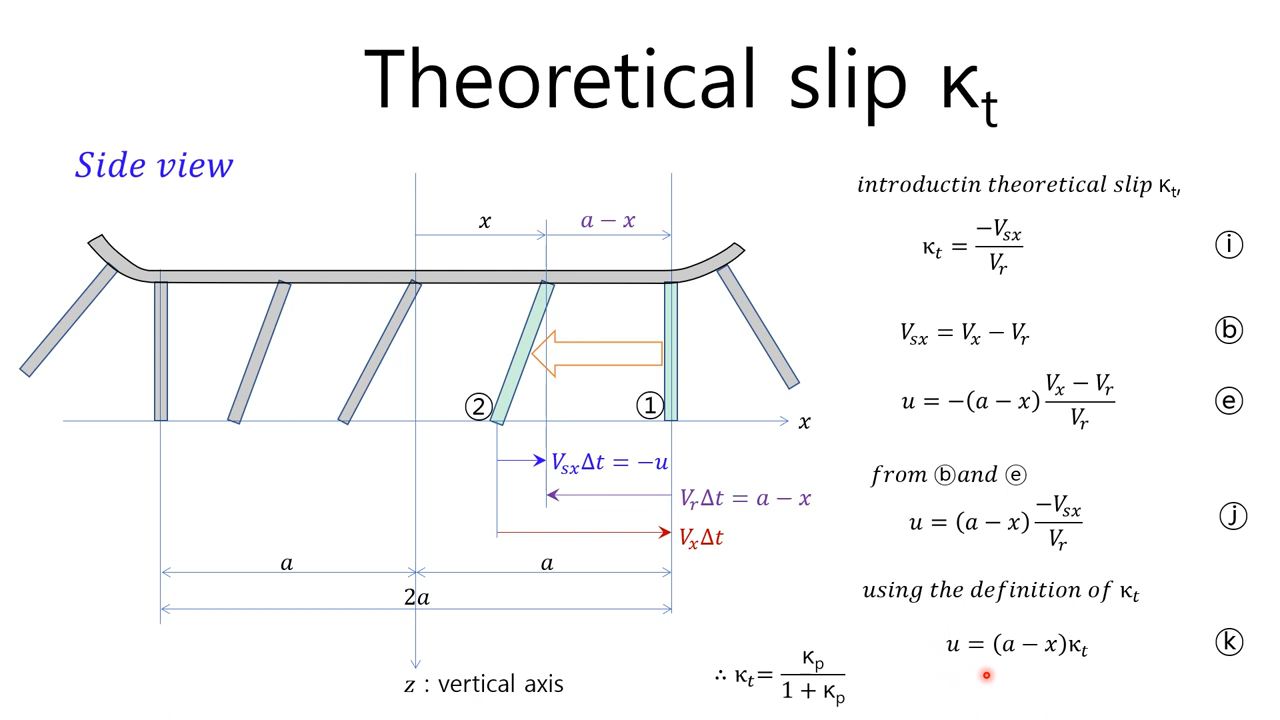 Theoretical slip κt
Side view
x
a − x
②
①
x
VsxΔt = −u
VrΔt = a − x
VxΔt
a
a
2a
z : vertical axis
∴ κt = κp / (1 + κp)
introductin theoretical slip κt,
κt = −Vsx / Vr ⓘ
Vsx = Vx − Vr ⓑ
u = −(a − x) (Vx − Vr) / Vr ⓔ
from ⓑand ⓔ
u = (a − x) −Vsx / Vr ⓙ
using the definition of κt
u = (a − x)κt ⓚ